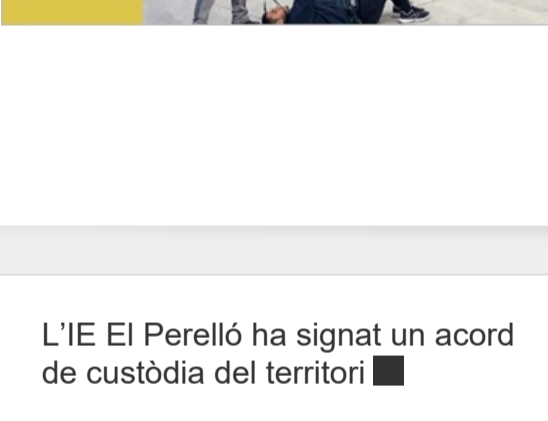 L’IE El Perelló ha signat un acord
de custòdia del territori